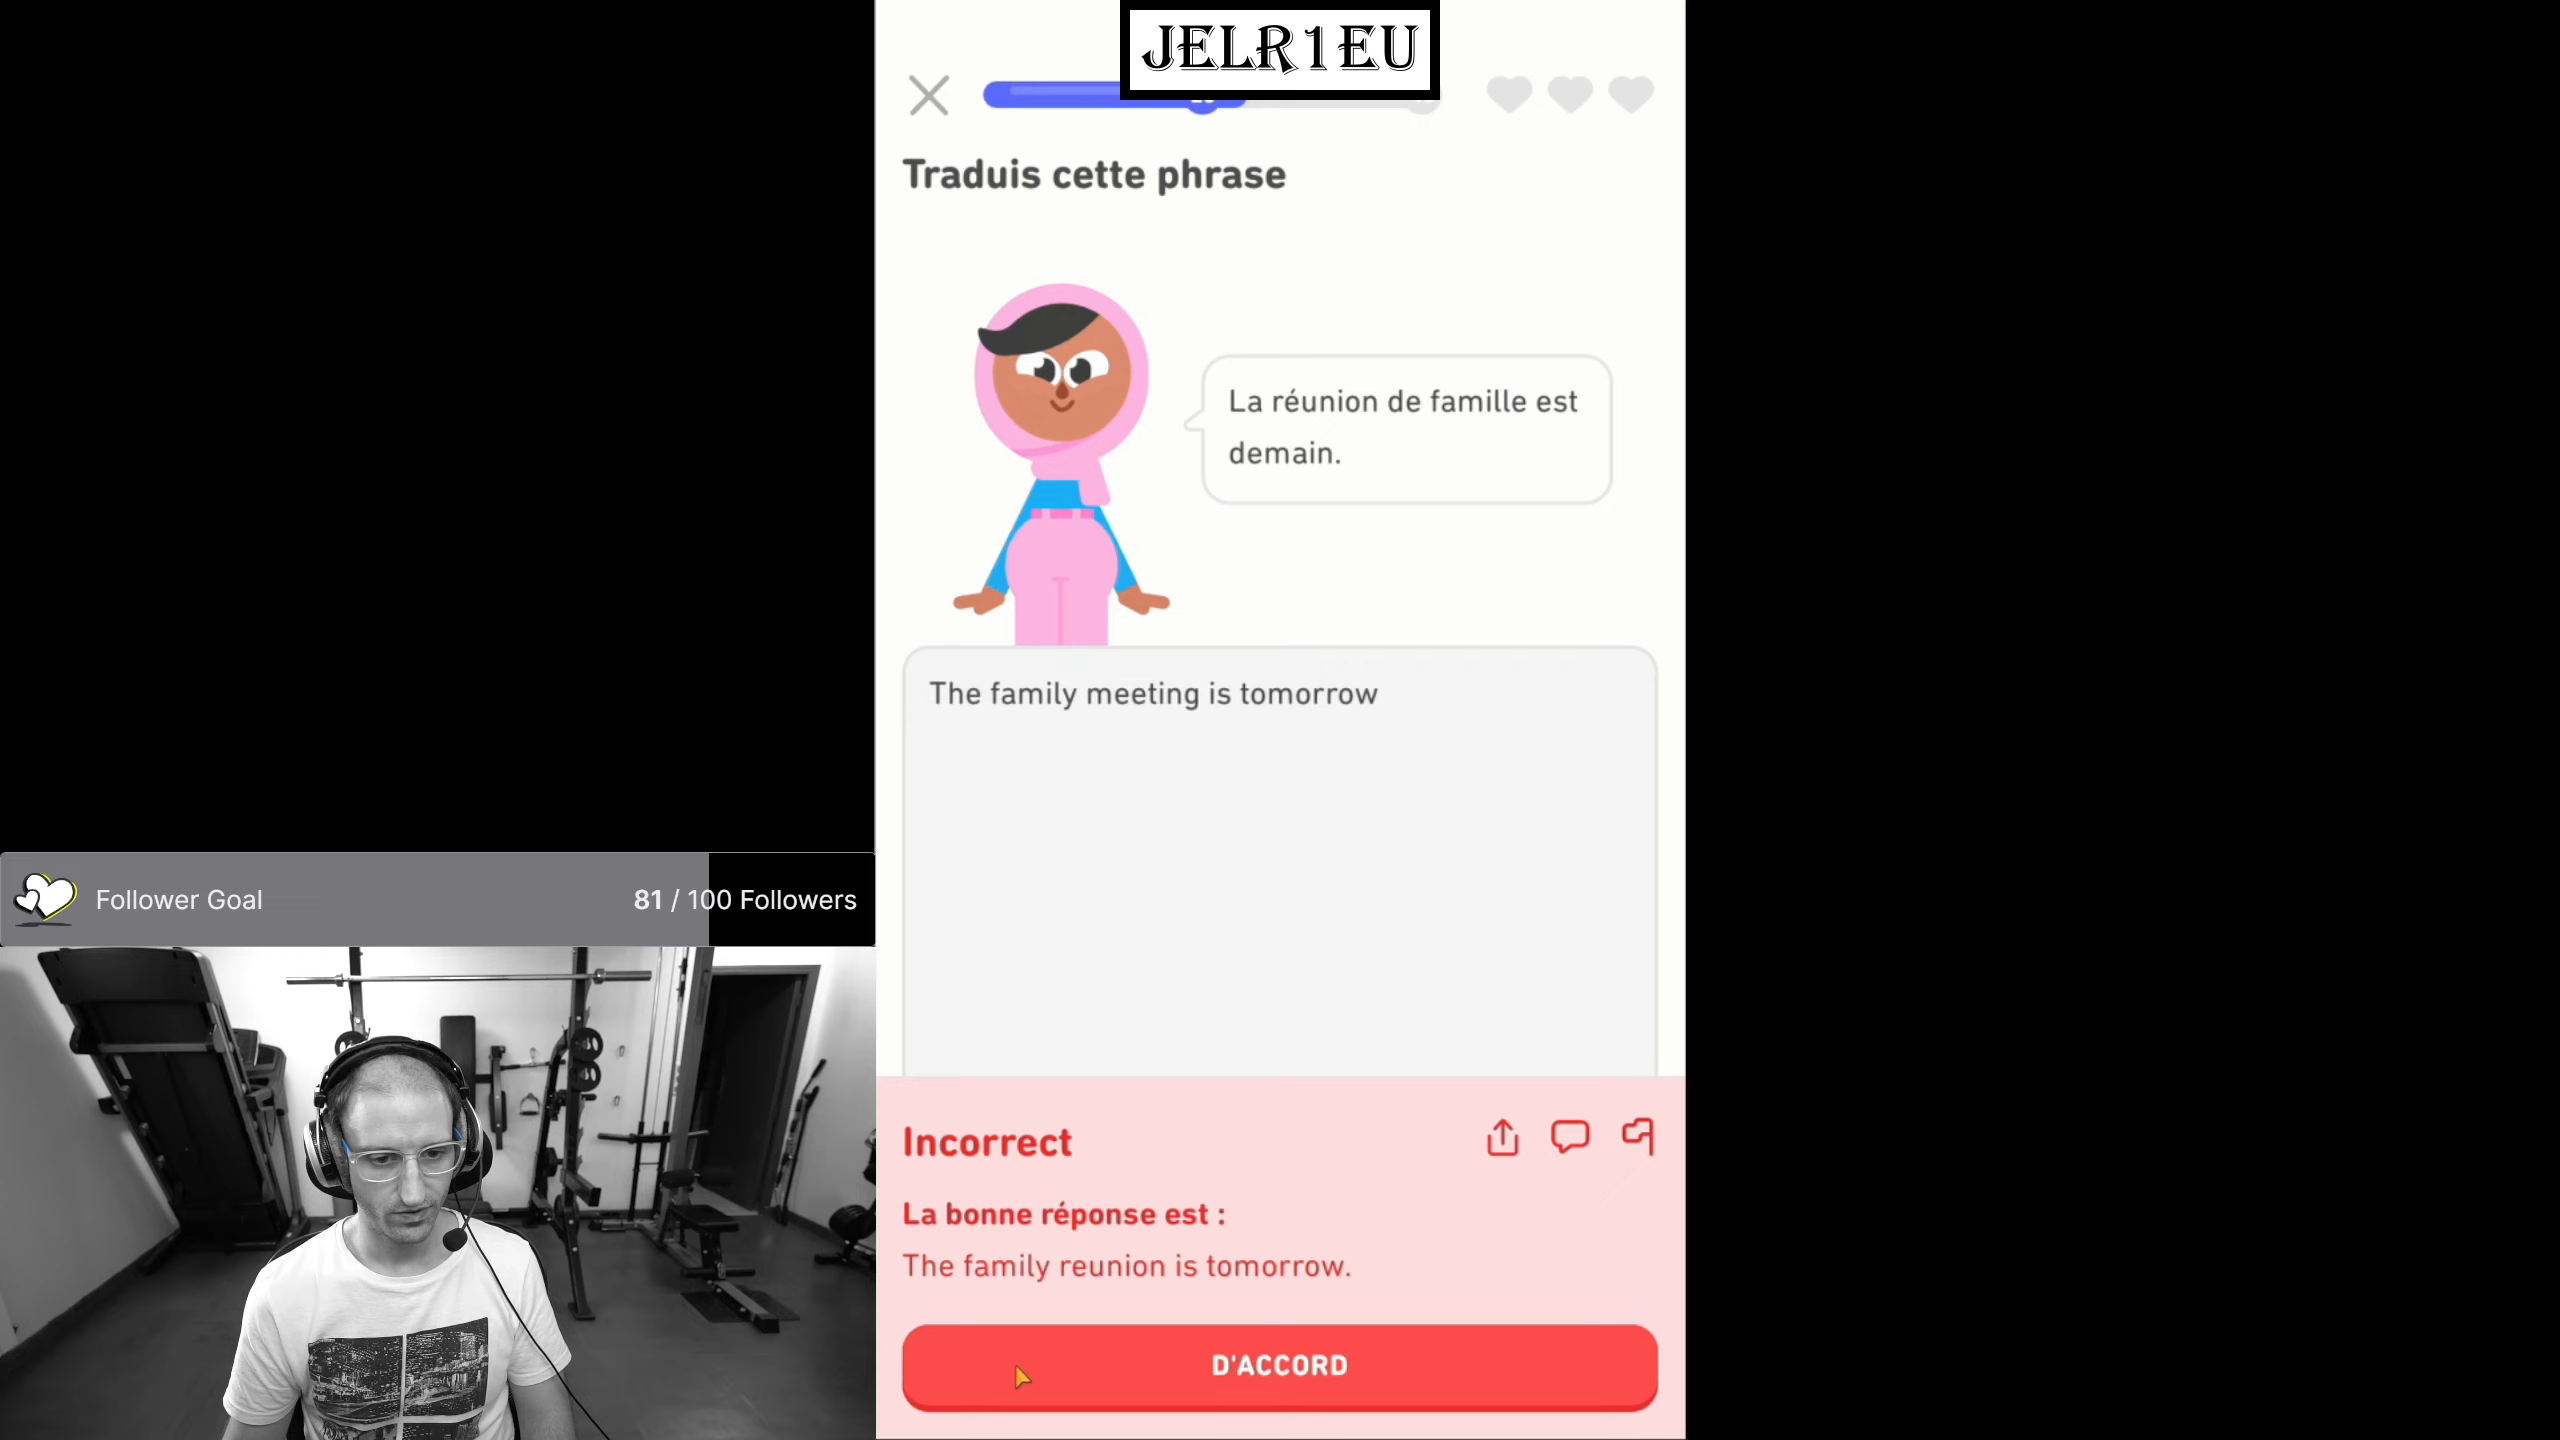 JELR1EU
Traduis cette phrase
La réunion de famille est
demain.
The family meeting is tomorrow
Follower Goal
81 / 100 Followers
Incorrect
La bonne réponse est :
The family reunion is tomorrow.
D'ACCORD